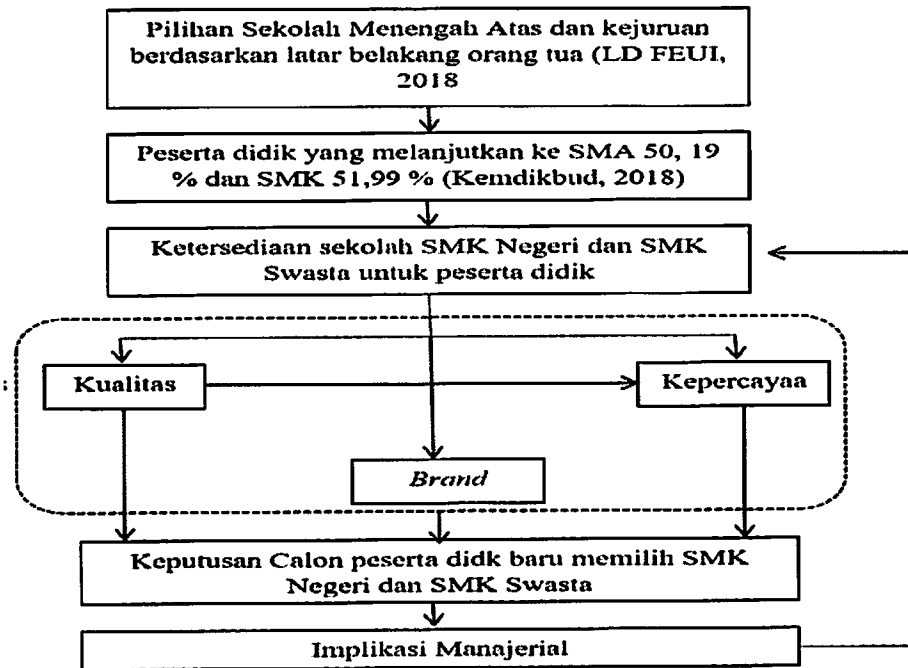 Pilihan Sekolah Menengah Atas dan kejuruan
berdasarkan latar belakang orang tua (LD FEUI,
2018
Peserta didik yang melanjutkan ke SMA 50, 19
% dan SMK 51,99 % (Kemdikbud, 2018)
Ketersediaan sekolah SMK Negeri dan SMK
Swasta untuk peserta didik
Kualitas
Kepercayaa
Brand
Keputusan Calon peserta didk baru memilih SMK
Negeri dan SMK Swasta
Implikasi Manajerial